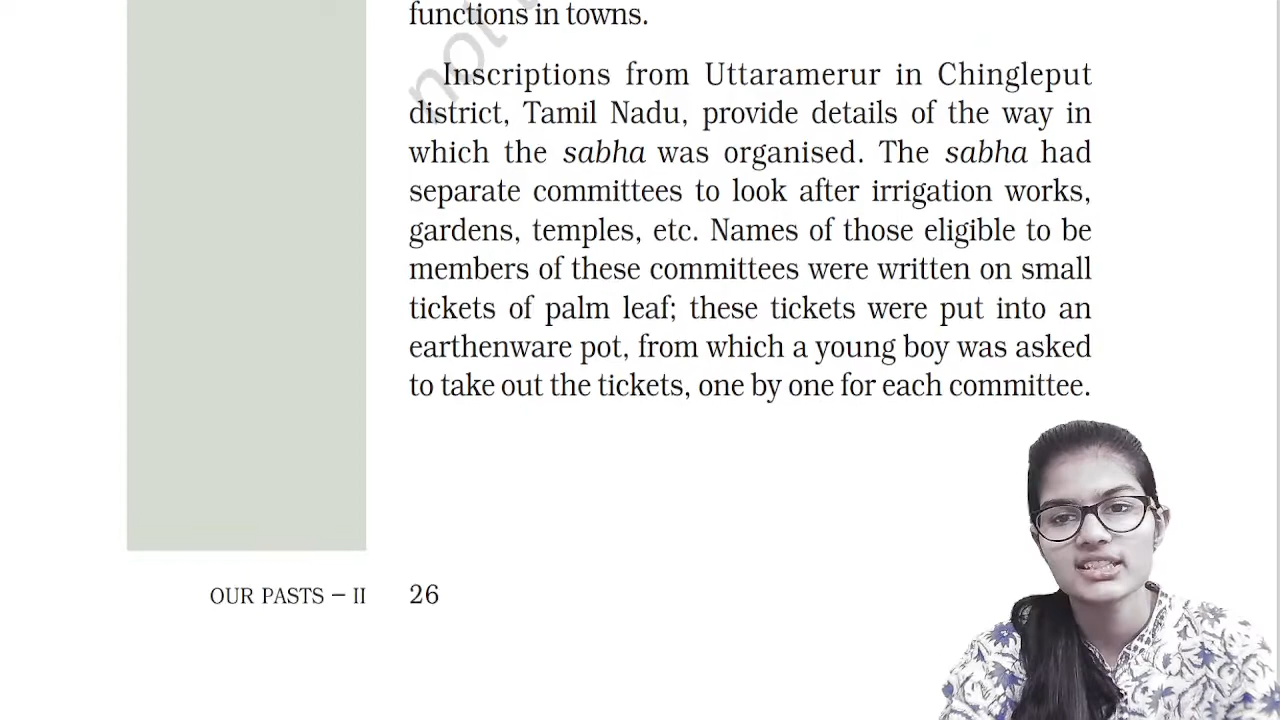 functions in towns.
Inscriptions from Uttaramerur in Chingleput
district, Tamil Nadu, provide details of the way in
which the sabha was organised. The sabha had
separate committees to look after irrigation works,
gardens, temples, etc. Names of those eligible to be
members of these committees were written on small
tickets of palm leaf; these tickets were put into an
earthenware pot, from which a young boy was asked
to take out the tickets, one by one for each committee.
OUR PASTS – II 26
not